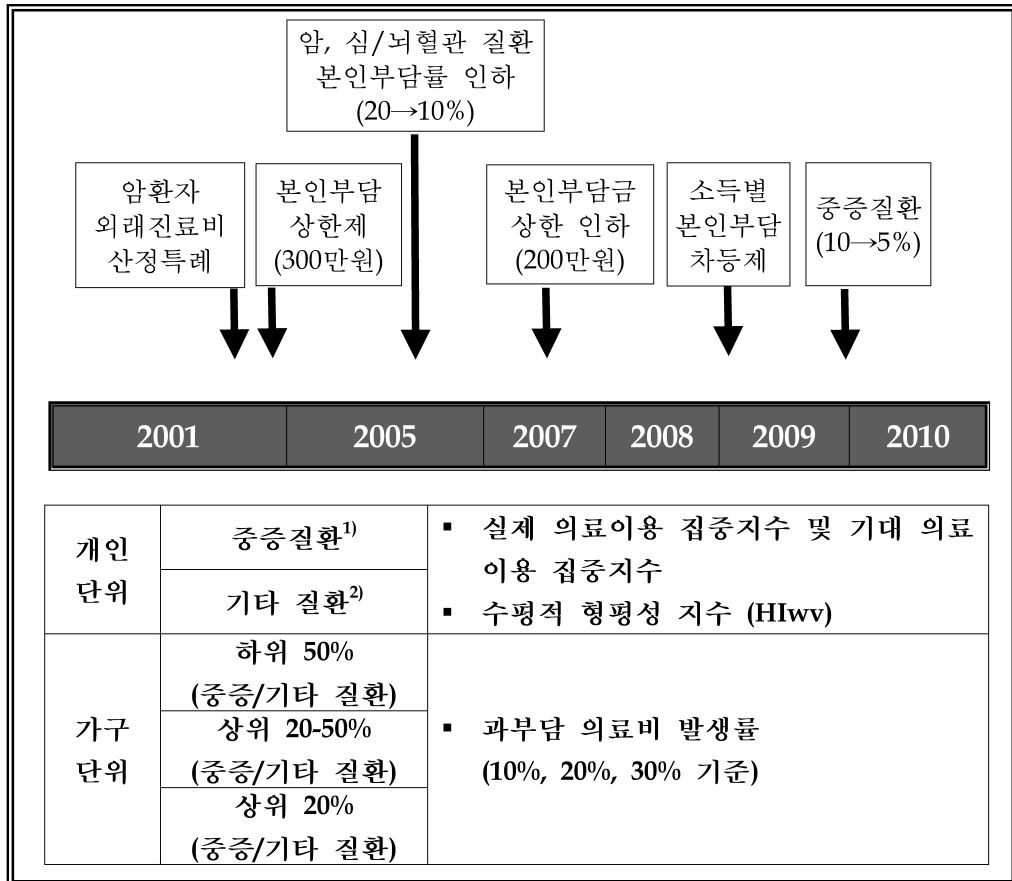 암, 심/뇌혈관 질환
본인부담률 인하
(20→10%)
암환자
외래진료비
산정특례
본인부담
상한제
(300만원)
본인부담금
상한 인하
(200만원)
소득별
본인부담
차등제
중증질환
(10→5%)
2001 2005 2007 2008 2009 2010
개인
단위
중증질환1)
기타 질환2)
▪ 실제 의료이용 집중지수 및 기대 의료
이용 집중지수
▪ 수평적 형평성 지수 (HIwv)
가구
단위
하위 50%
(중증/기타 질환)
상위 20-50%
(중증/기타 질환)
상위 20%
(중증/기타 질환)
▪ 과부담 의료비 발생률
(10%, 20%, 30% 기준)